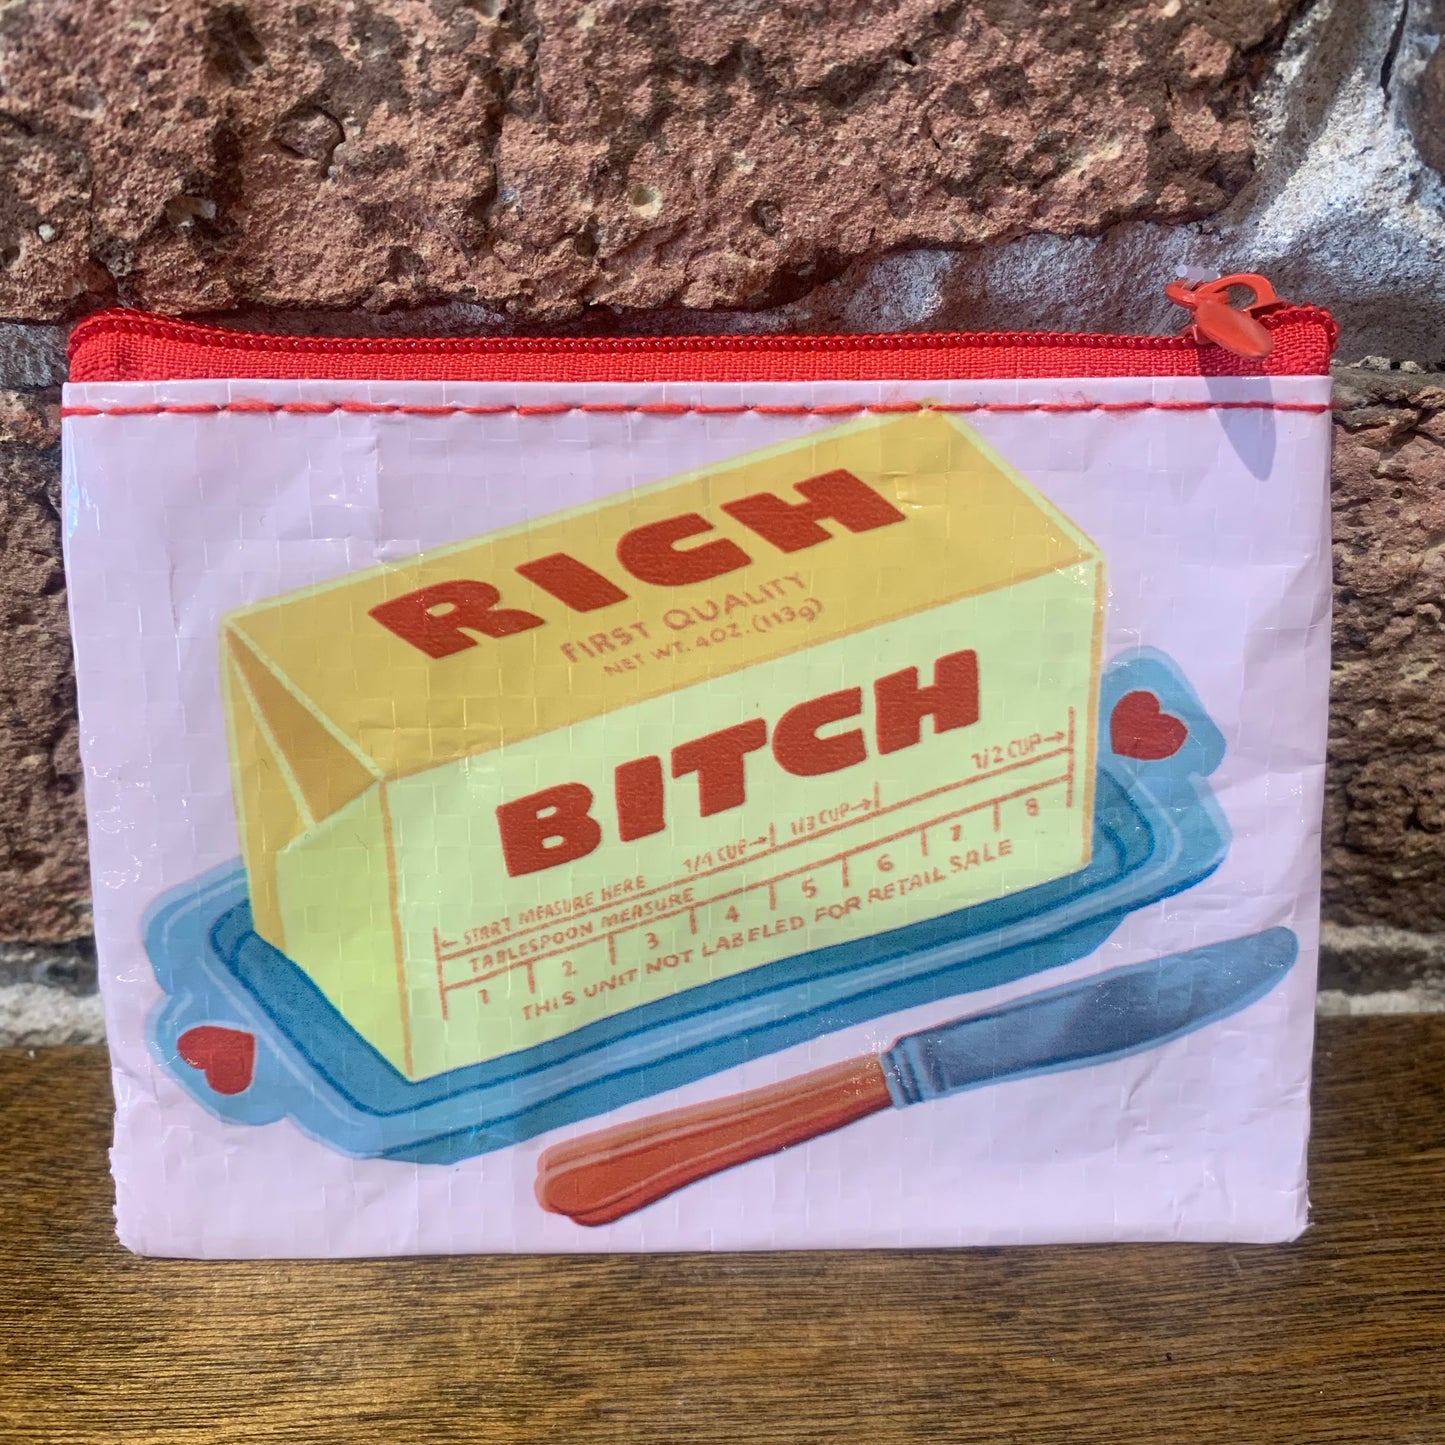 RICH
FIRST QUALITY
NET WT. 4OZ. (113g)
BITCH
1/2 CUP→
1/4 CUP→ 1/3 CUP→
← START MEASURE HERE
TABLESPOON MEASURE
1 2 3 4 5 6 7 8
THIS UNIT NOT LABELED FOR RETAIL SALE